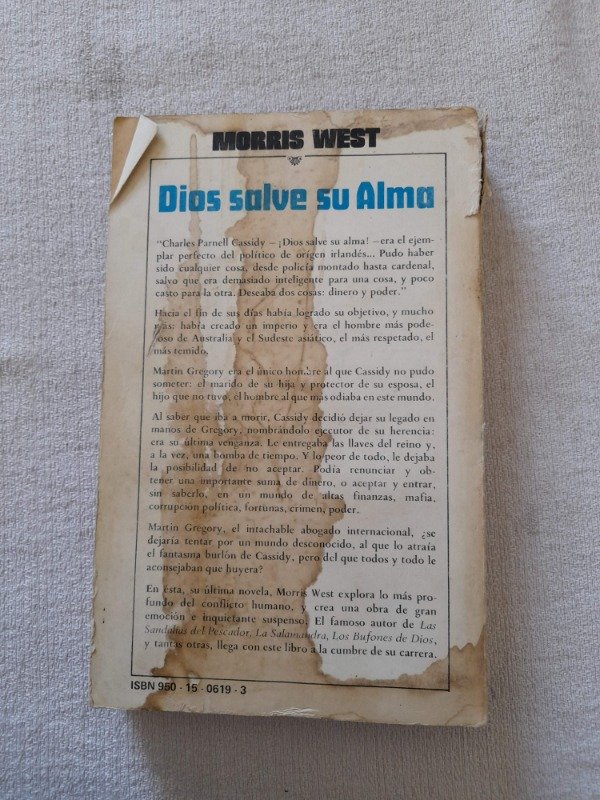 MORRIS WEST
Dios salve su Alma
"Charles Parnell Cassidy – ¡Dios salve su alma! –era el ejem-
plar perfecto del político de origen irlandés... Pudo haber
sido cualquier cosa, desde policía montado hasta cardenal,
salvo que era demasiado inteligente para una cosa, y poco
casto para la otra. Deseaba dos cosas: dinero y poder."
Hacia el fin de sus días había logrado su objetivo, y mucho
más: había creado un imperio y era el hombre más pode-
roso de Australia y el Sudeste asiático, el más respetado, el
más temido.
Martin Gregory era el único hombre al que Cassidy no pudo
someter: el marido de su hija y protector de su esposa, el
hijo que no tuvo, el hombre al que más odiaba en este mundo.
Al saber que iba a morir, Cassidy decidió dejar su legado en
manos de Gregory, nombrándolo ejecutor de su herencia:
era su última venganza. Le entregaba las llaves del reino y,
a la vez, una bomba de tiempo. Y lo peor de todo, le dejaba
la posibilidad de no aceptar. Podía renunciar y ob-
tener una importante suma de dinero, o aceptar y entrar,
sin saberlo, en un mundo de altas finanzas, mafia,
corrupción política, fortunas, crimen, poder.
Martin Gregory, el intachable abogado internacional, ¿se
dejaría tentar por un mundo desconocido, al que lo atraía
el fantasma burlón de Cassidy, pero del que todos y todo le
aconsejaban que huyera?
En ésta, su última novela, Morris West explora lo más pro-
fundo del conflicto humano, y crea una obra de gran
emoción e inquietante suspenso. El famoso autor de Las
Sandalias del Pescador, La Salamandra, Los Bufones de Dios,
y tantas otras, llega con este libro a la cumbre de su carrera.
ISBN 950 - 15 - 0619 - 3